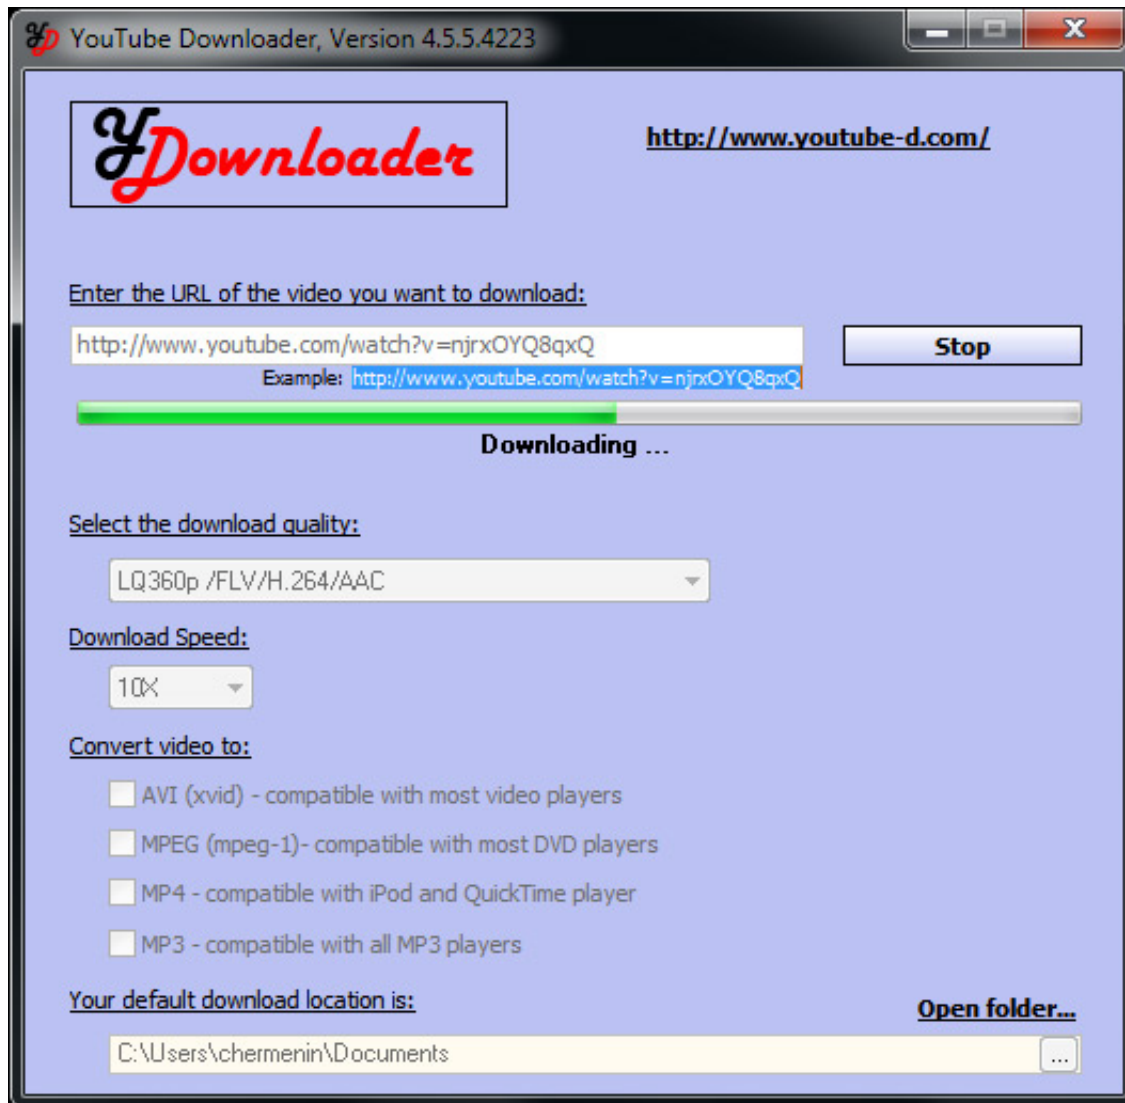 YD YouTube Downloader, Version 4.5.5.4223
YDownloader
http://www.youtube-d.com/
Enter the URL of the video you want to download:
http://www.youtube.com/watch?v=njrxOYQ8qxQ
Stop
Example: http://www.youtube.com/watch?v=njrxOYQ8qxQ
Downloading ...
Select the download quality:
LQ360p /FLV/H.264/AAC
Download Speed:
10X
Convert video to:
AVI (xvid) - compatible with most video players
MPEG (mpeg-1)- compatible with most DVD players
MP4 - compatible with iPod and QuickTime player
MP3 - compatible with all MP3 players
Your default download location is:
Open folder...
C:\Users\chermenin\Documents
...